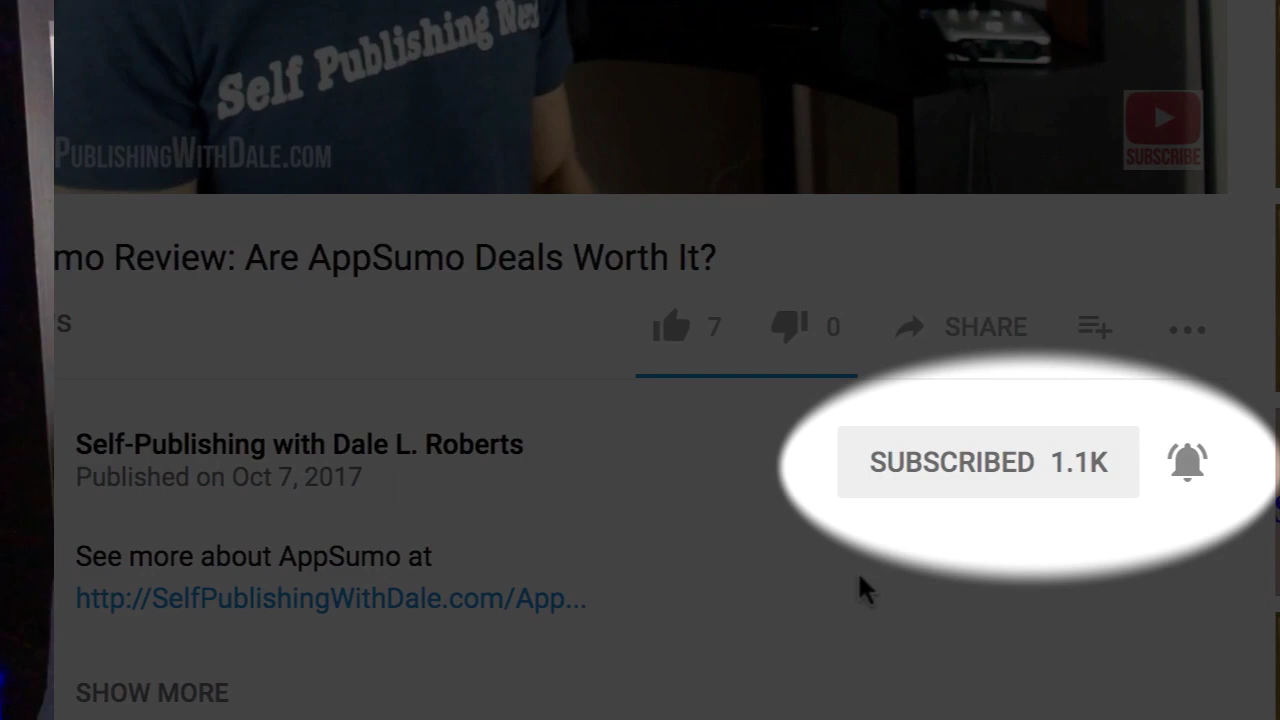 Self Publishing Ne
PUBLISHINGWITHDALE.COM
SUBSCRIBE
mo Review: Are AppSumo Deals Worth It?
s
7 0 SHARE
Self-Publishing with Dale L. Roberts
SUBSCRIBED 1.1K
Published on Oct 7, 2017
See more about AppSumo at
http://SelfPublishingWithDale.com/App...
SHOW MORE